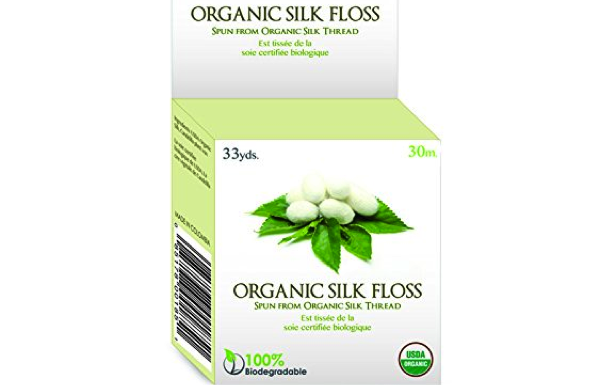 ORGANIC SILK FLOSS
SPUN FROM ORGANIC SILK THREAD
Est tissée de la
soie certifiée biologique
33yds.
30m.
MADE IN COLOMBIA
ORGANIC SILK FLOSS
SPUN FROM ORGANIC SILK THREAD
Est tissée de la
soie certifiée biologique
100%
Biodegradable
USDA
ORGANIC